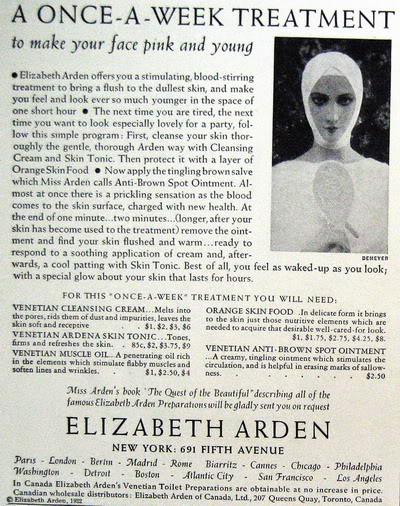 A ONCE-A-WEEK TREATMENT
to make your face pink and young
● Elizabeth Arden offers you a stimulating, blood-stirring
treatment to bring a flush to the dullest skin, and make
you feel and look ever so much younger in the space of
one short hour ● The next time you are tired, the next
time you want to look especially lovely for a party, fol-
low this simple program: First, cleanse your skin thor-
oughly the gentle, thorough Arden way with Cleansing
Cream and Skin Tonic. Then protect it with a layer of
Orange Skin Food ● Now apply the tingling brown salve
which Miss Arden calls Anti-Brown Spot Ointment. Al-
most at once there is a prickling sensation as the blood
comes to the skin surface, charged with new health. At
the end of one minute...two minutes...(longer, after your
skin has become used to the treatment) remove the oint-
ment and find your skin flushed and warm...ready to
respond to a soothing application of cream and, after-
wards, a cool patting with Skin Tonic. Best of all, you feel as waked-up as you look;
with a special glow about your skin that lasts for hours.
DEMEYER
FOR THIS "ONCE-A-WEEK" TREATMENT YOU WILL NEED:
VENETIAN CLEANSING CREAM...Melts into
the pores, rids them of dust and impurities, leaves the
skin soft and receptive $1, $2, $3, $6
VENETIAN ARDENA SKIN TONIC...Tones,
firms and refreshes the skin. . 85c, $2, $3.75, $9
VENETIAN MUSCLE OIL..A penetrating oil rich
in the elements which stimulate flabby muscles and
soften lines and wrinkles. . . . $1, $2.50, $4
ORANGE SKIN FOOD ..In delicate form it brings
to the skin just those nutritive elements which are
needed to acquire that desirable well-cared-for look.
$1, $1.75, $2.75, $4.25, $8.
VENETIAN ANTI-BROWN SPOT OINTMENT
...A creamy, tingling ointment which stimulates the
circulation, and is helpful in erasing marks of sallow-
ness. . . . . . . . $2.50
Miss Arden's book "The Quest of the Beautiful" describing all of the
famous Elizabeth Arden Preparations will be gladly sent you on request
ELIZABETH ARDEN
NEW YORK: 691 FIFTH AVENUE
Paris - London - Berlin - Madrid - Rome Biarritz - Cannes - Chicago - Philadelphia
Washington - Detroit - Boston - Atlantic City - San Francisco - Los Angeles
In Canada Elizabeth Arden's Venetian Toilet Preparations are obtainable at no increase in price.
Canadian wholesale distributors: Elizabeth Arden of Canada, Ltd., 207 Queens Quay, Toronto, Canada
© Elizabeth Arden, 1932